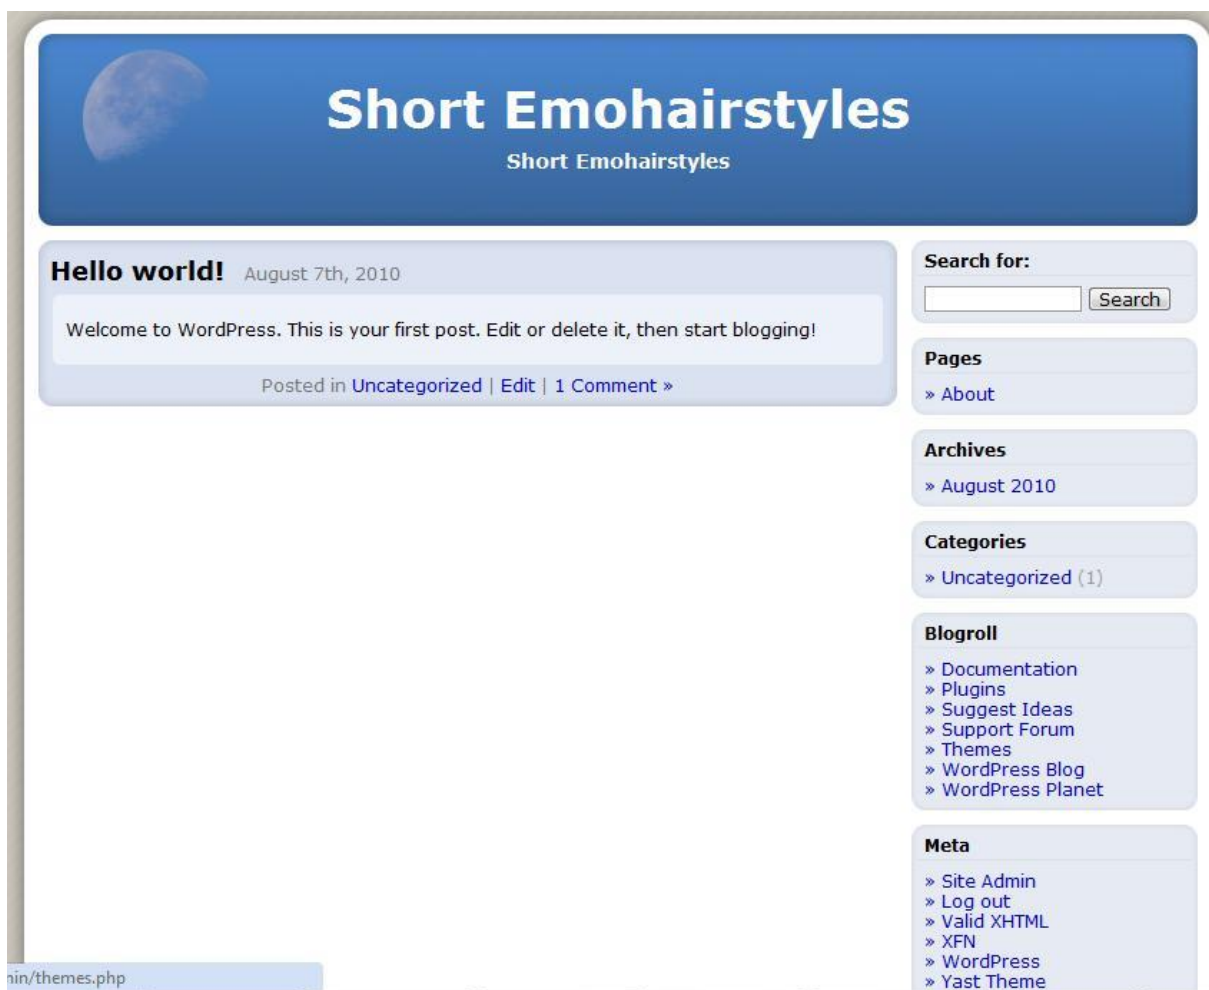 Short Emohairstyles
Short Emohairstyles
Hello world! August 7th, 2010
Welcome to WordPress. This is your first post. Edit or delete it, then start blogging!
Posted in Uncategorized | Edit | 1 Comment »
Search for:
Search
Pages
» About
Archives
» August 2010
Categories
» Uncategorized (1)
Blogroll
» Documentation
» Plugins
» Suggest Ideas
» Support Forum
» Themes
» WordPress Blog
» WordPress Planet
Meta
» Site Admin
» Log out
» Valid XHTML
» XFN
» WordPress
» Yast Theme
min/themes.php